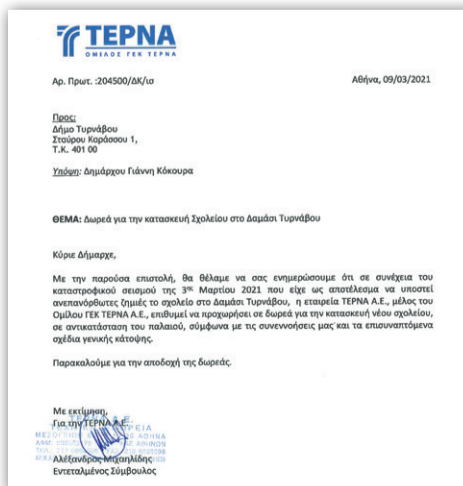 ΤΕΡΝΑ
ΟΜΙΛΟΣ ΓΕΚ ΤΕΡΝΑ
Αρ. Πρωτ. :204500/ΔΚ/ισ
Αθήνα, 09/03/2021
Προς:
Δήμο Τυρνάβου
Σταύρου Καράσσου 1,
Τ.Κ. 401 00
Υπόψη: Δημάρχου Γιάννη Κόκουρα
ΘΕΜΑ: Δωρεά για την κατασκευή Σχολείου στο Δαμάσι Τυρνάβου
Κύριε Δήμαρχε,
Με την παρούσα επιστολή, θα θέλαμε να σας ενημερώσουμε ότι σε συνέχεια του
καταστροφικού σεισμού της 3ης Μαρτίου 2021 που είχε ως αποτέλεσμα να υποστεί
ανεπανόρθωτες ζημιές το σχολείο στο Δαμάσι Τυρνάβου, η εταιρεία ΤΕΡΝΑ Α.Ε., μέλος του
Ομίλου ΓΕΚ ΤΕΡΝΑ Α.Ε., επιθυμεί να προχωρήσει σε δωρεά για την κατασκευή νέου σχολείου,
σε αντικατάσταση του παλαιού, σύμφωνα με τις συνεννοήσεις μας και τα επισυναπτόμενα
σχέδια γενικής κάτοψης.
Παρακαλούμε για την αποδοχή της δωρεάς.
Με εκτίμηση,
Για την ΤΕΡΝΑ Α.Ε.
ΤΕΡΝΑ Α.Ε.
Αλέξανδρος Μιχαηλίδης
Εντεταλμένος Σύμβουλος